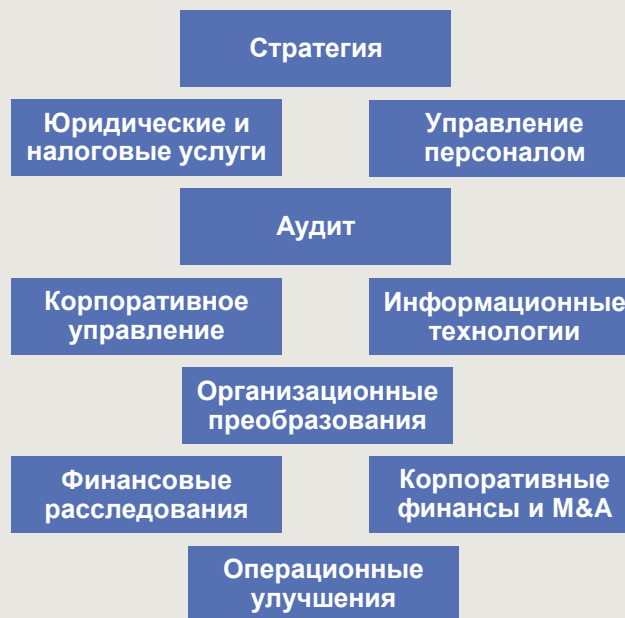 Стратегия
Юридические и
налоговые услуги
Управление
персоналом
Аудит
Корпоративное
управление
Информационные
технологии
Организационные
преобразования
Финансовые
расследования
Корпоративные
финансы и M&A
Операционные
улучшения